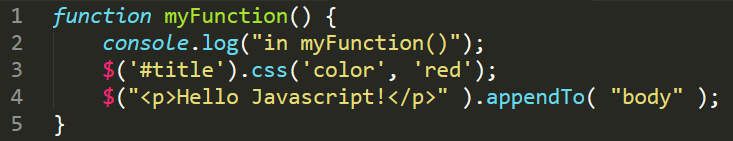 1 function myFunction() {
2     console.log("in myFunction()");
3     $('#title').css('color', 'red');
4     $("<p>Hello Javascript!</p>" ).appendTo( "body" );
5 }